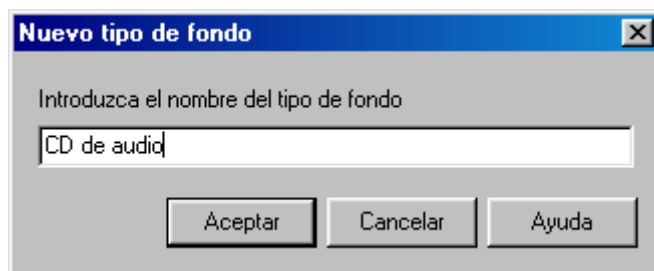 Nuevo tipo de fondo
Introduzca el nombre del tipo de fondo
CD de audio
Aceptar Cancelar Ayuda